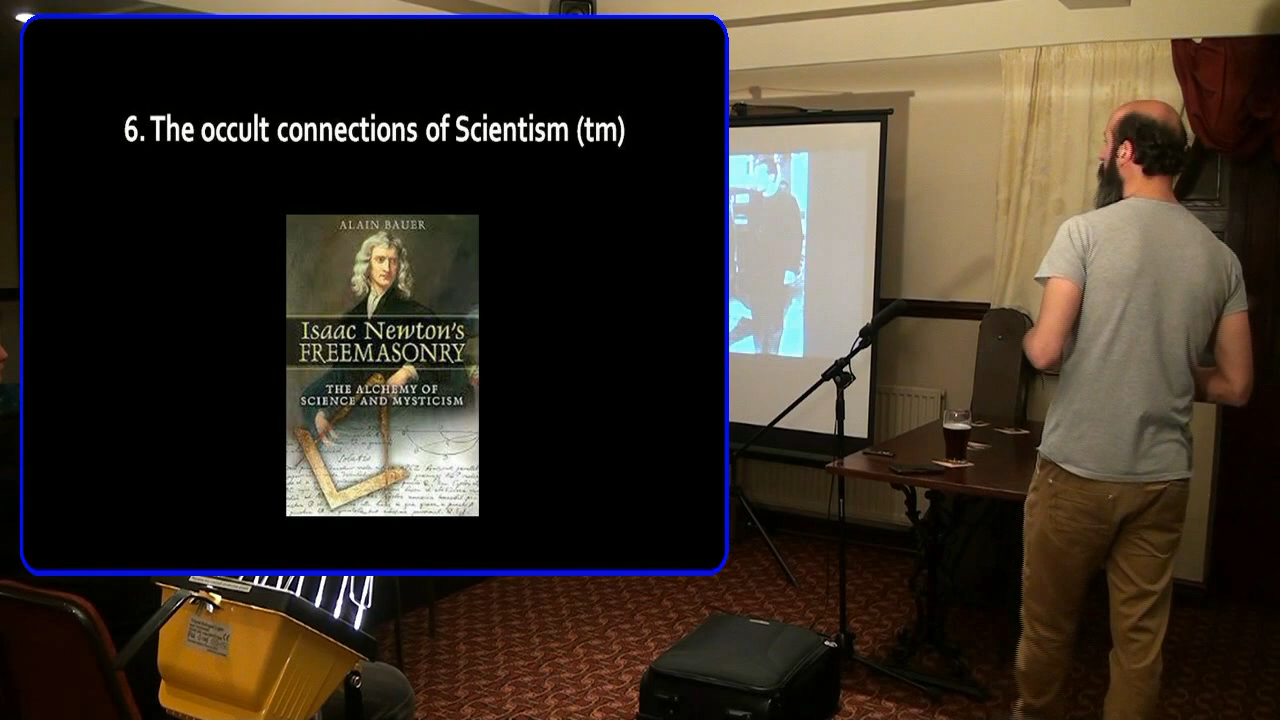 6. The occult connections of Scientism (tm)
ALAIN BAUER
ISAAC NEWTON'S
FREEMASONRY
THE ALCHEMY OF
SCIENCE AND MYSTICISM